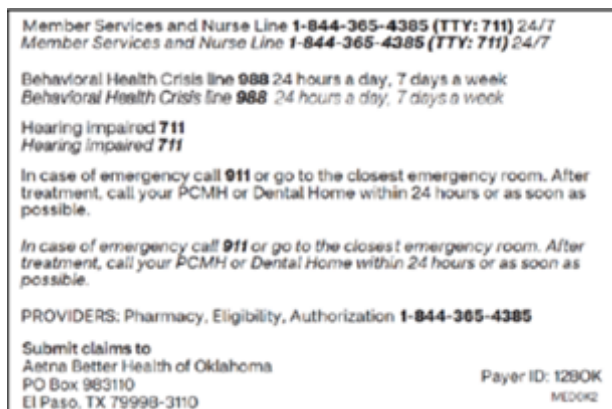 Member Services and Nurse Line 1-844-365-4385 (TTY: 711) 24/7
Member Services and Nurse Line 1-844-365-4385 (TTY: 711) 24/7
Behavioral Health Crisis line 988 24 hours a day, 7 days a week
Behavioral Health Crisis line 988 24 hours a day, 7 days a week
Hearing impaired 711
Hearing impaired 711
In case of emergency call 911 or go to the closest emergency room. After
treatment, call your PCMH or Dental Home within 24 hours or as soon as
possible.
In case of emergency call 911 or go to the closest emergency room. After
treatment, call your PCMH or Dental Home within 24 hours or as soon as
possible.
PROVIDERS: Pharmacy, Eligibility, Authorization 1-844-365-4385
Submit claims to
Aetna Better Health of Oklahoma
PO Box 983110
El Paso, TX 79998-3110
Payer ID: 128OK
MEDOK2